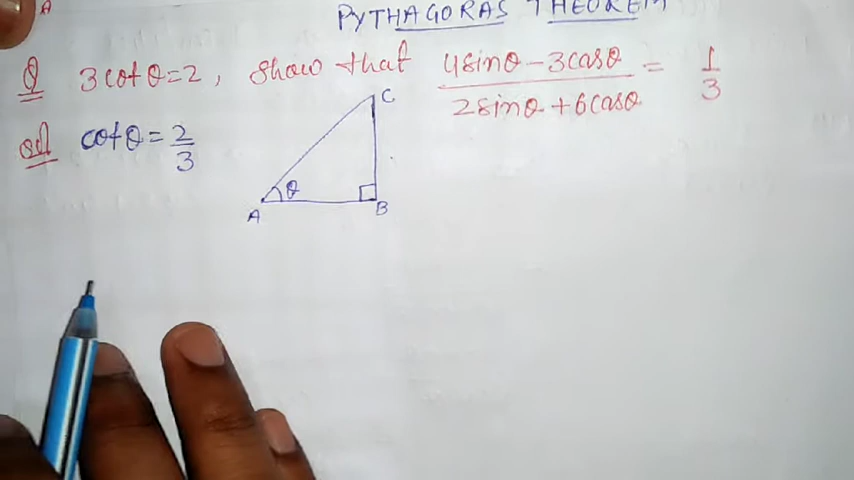 A
PYTHAGORAS THEOREM
Q 3cotθ=2, Show that 4sinθ-3cosθ / 2sinθ+6cosθ = 1/3
sol cotθ=2/3
C
θ
A
B